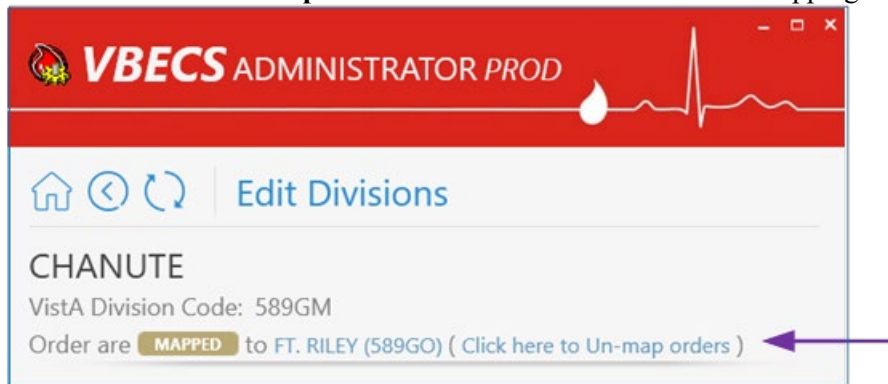 VBECS ADMINISTRATOR PROD
Edit Divisions
CHANUTE
VistA Division Code: 589GM
Order are MAPPED to FT. RILEY (589GO) ( Click here to Un-map orders )